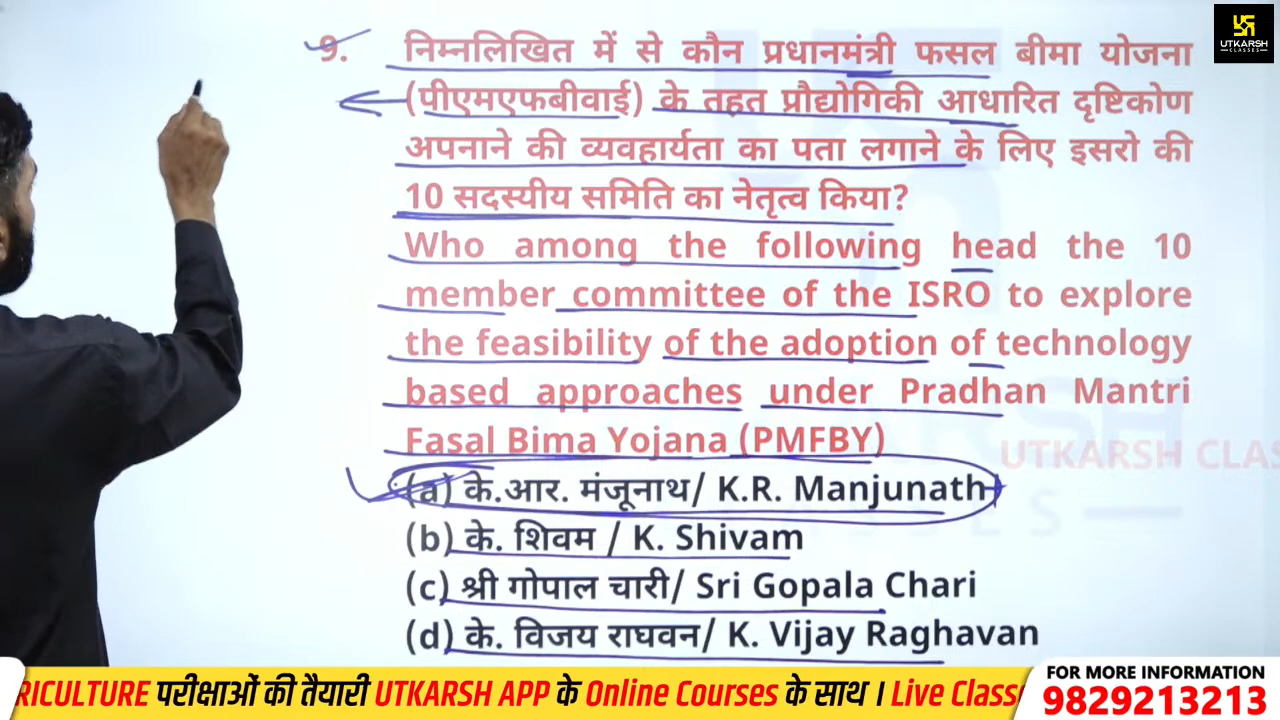 UTKARSH
CLASSES
9. निम्नलिखित में से कौन प्रधानमंत्री फसल बीमा योजना
(पीएमएफबीवाई) के तहत प्रौद्योगिकी आधारित दृष्टिकोण
अपनाने की व्यवहार्यता का पता लगाने के लिए इसरो की
10 सदस्यीय समिति का नेतृत्व किया?
Who among the following head the 10
member committee of the ISRO to explore
the feasibility of the adoption of technology
based approaches under Pradhan Mantri
Fasal Bima Yojana (PMFBY)
UTKARSH CLAS
(a) के.आर. मंजूनाथ/ K.R. Manjunath
(b) के. शिवम / K. Shivam
(c) श्री गोपाल चारी/ Sri Gopala Chari
(d) के. विजय राघवन/ K. Vijay Raghavan
RICULTURE परीक्षाओं की तैयारी UTKARSH APP के Online Courses के साथ । Live Class
FOR MORE INFORMATION
9829213213